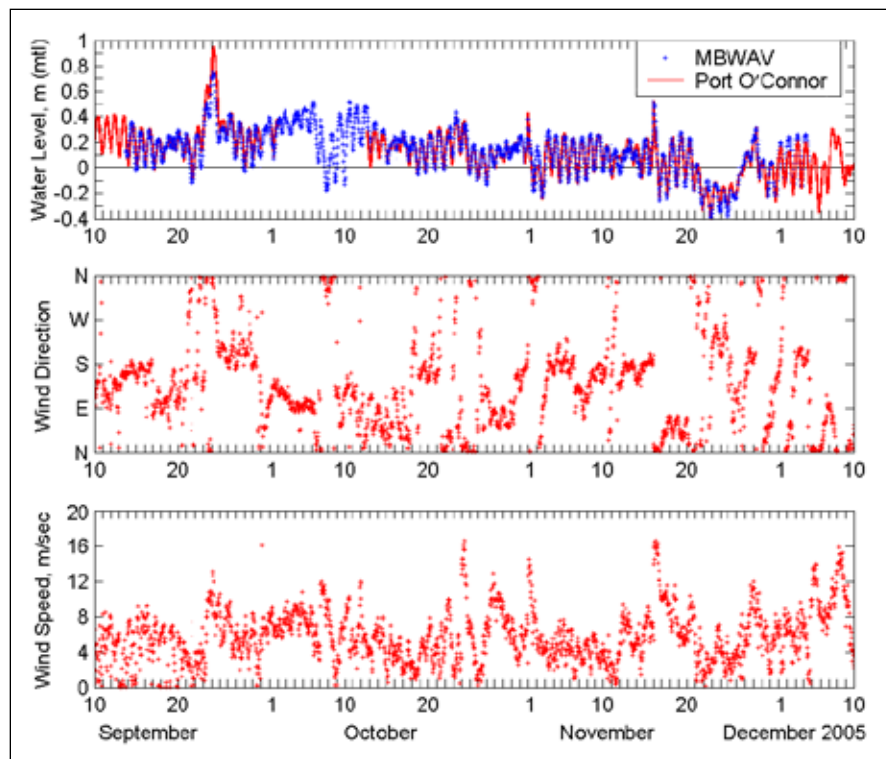 Water Level, m (mtl)
1
0.8
0.6
0.4
0.2
0
-0.2
-0.4
MBWAV
Port O'Connor
10 20 1 10 20 1 10 20 1 10
Wind Direction
N
W
S
E
N
10 20 1 10 20 1 10 20 1 10
Wind Speed, m/sec
20
16
12
8
4
0
10 20 1 10 20 1 10 20 1 10
September October November December 2005